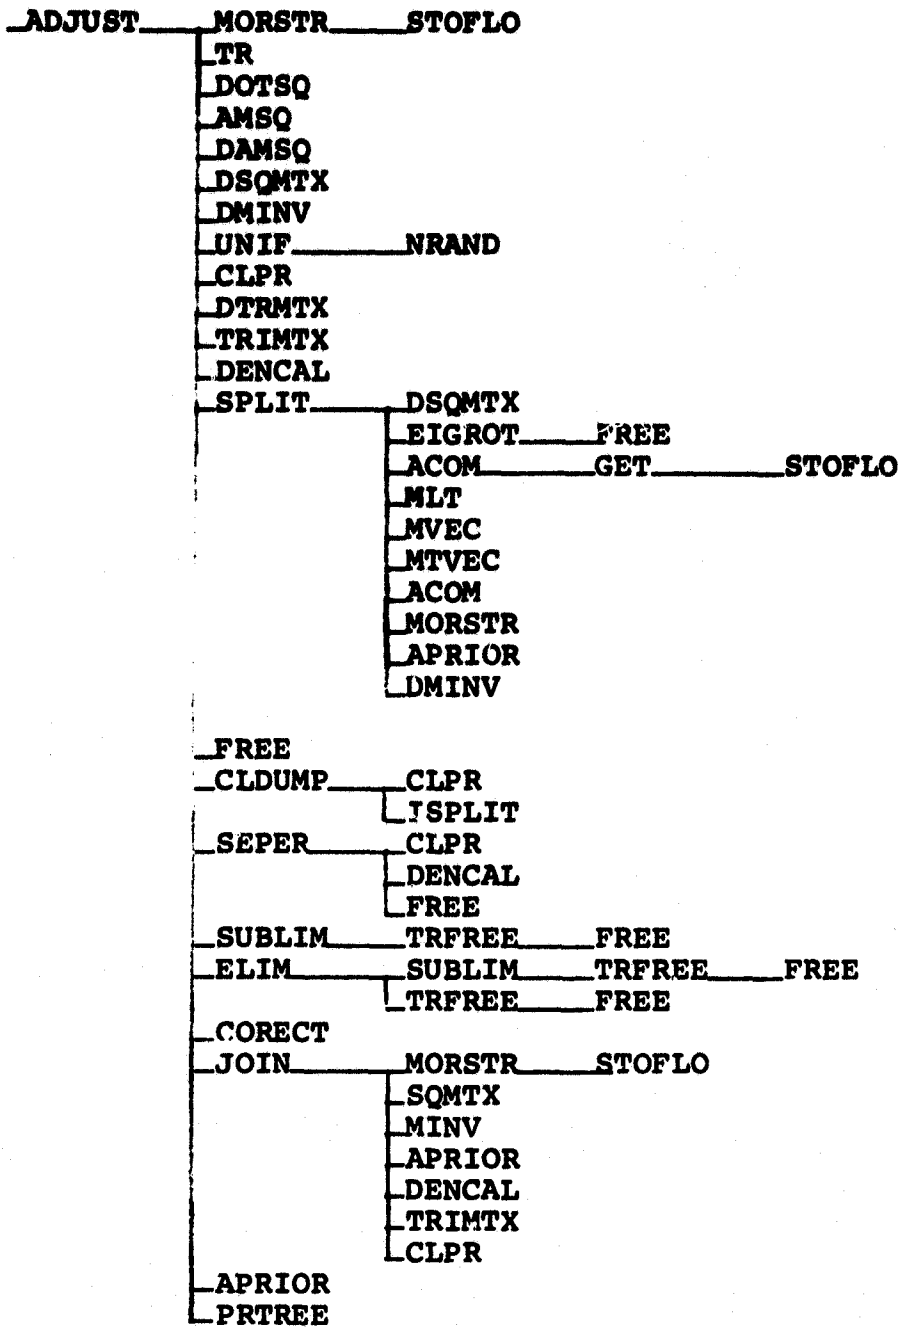 ADJUST MORSTR STOFLO
TR
DOTSQ
AMSQ
DAMSQ
DSQMTX
DMINV
UNIF NRAND
CLPR
DTRMTX
TRIMTX
DENCAL
SPLIT DSQMTX
EIGROT FREE
ACOM GET STOFLO
MLT
MVEC
MTVEC
ACOM
MORSTR
APRIOR
DMINV
FREE
CLDUMP CLPR
ISPLIT
SEPER CLPR
DENCAL
FREE
SUBLIM TRFREE FREE
ELIM SUBLIM TRFREE FREE
TRFREE FREE
CORECT
JOIN MORSTR STOFLO
SQMTX
MINV
APRIOR
DENCAL
TRIMTX
CLPR
APRIOR
PRTREE